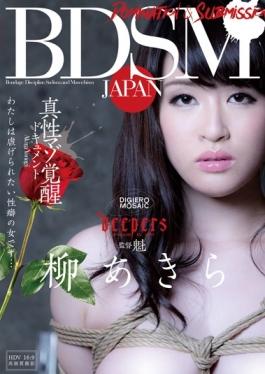 Domination & Submission
BDSM
Bondage, Discipline, Sadism and Masochism
JAPAN
真性マゾ覚醒
ドキュメント
わたしは虐げられたい性癖の女です…
DIGIERO
MOSAIC
Deepers
監督 魁
柳あきら
HDV 16:9